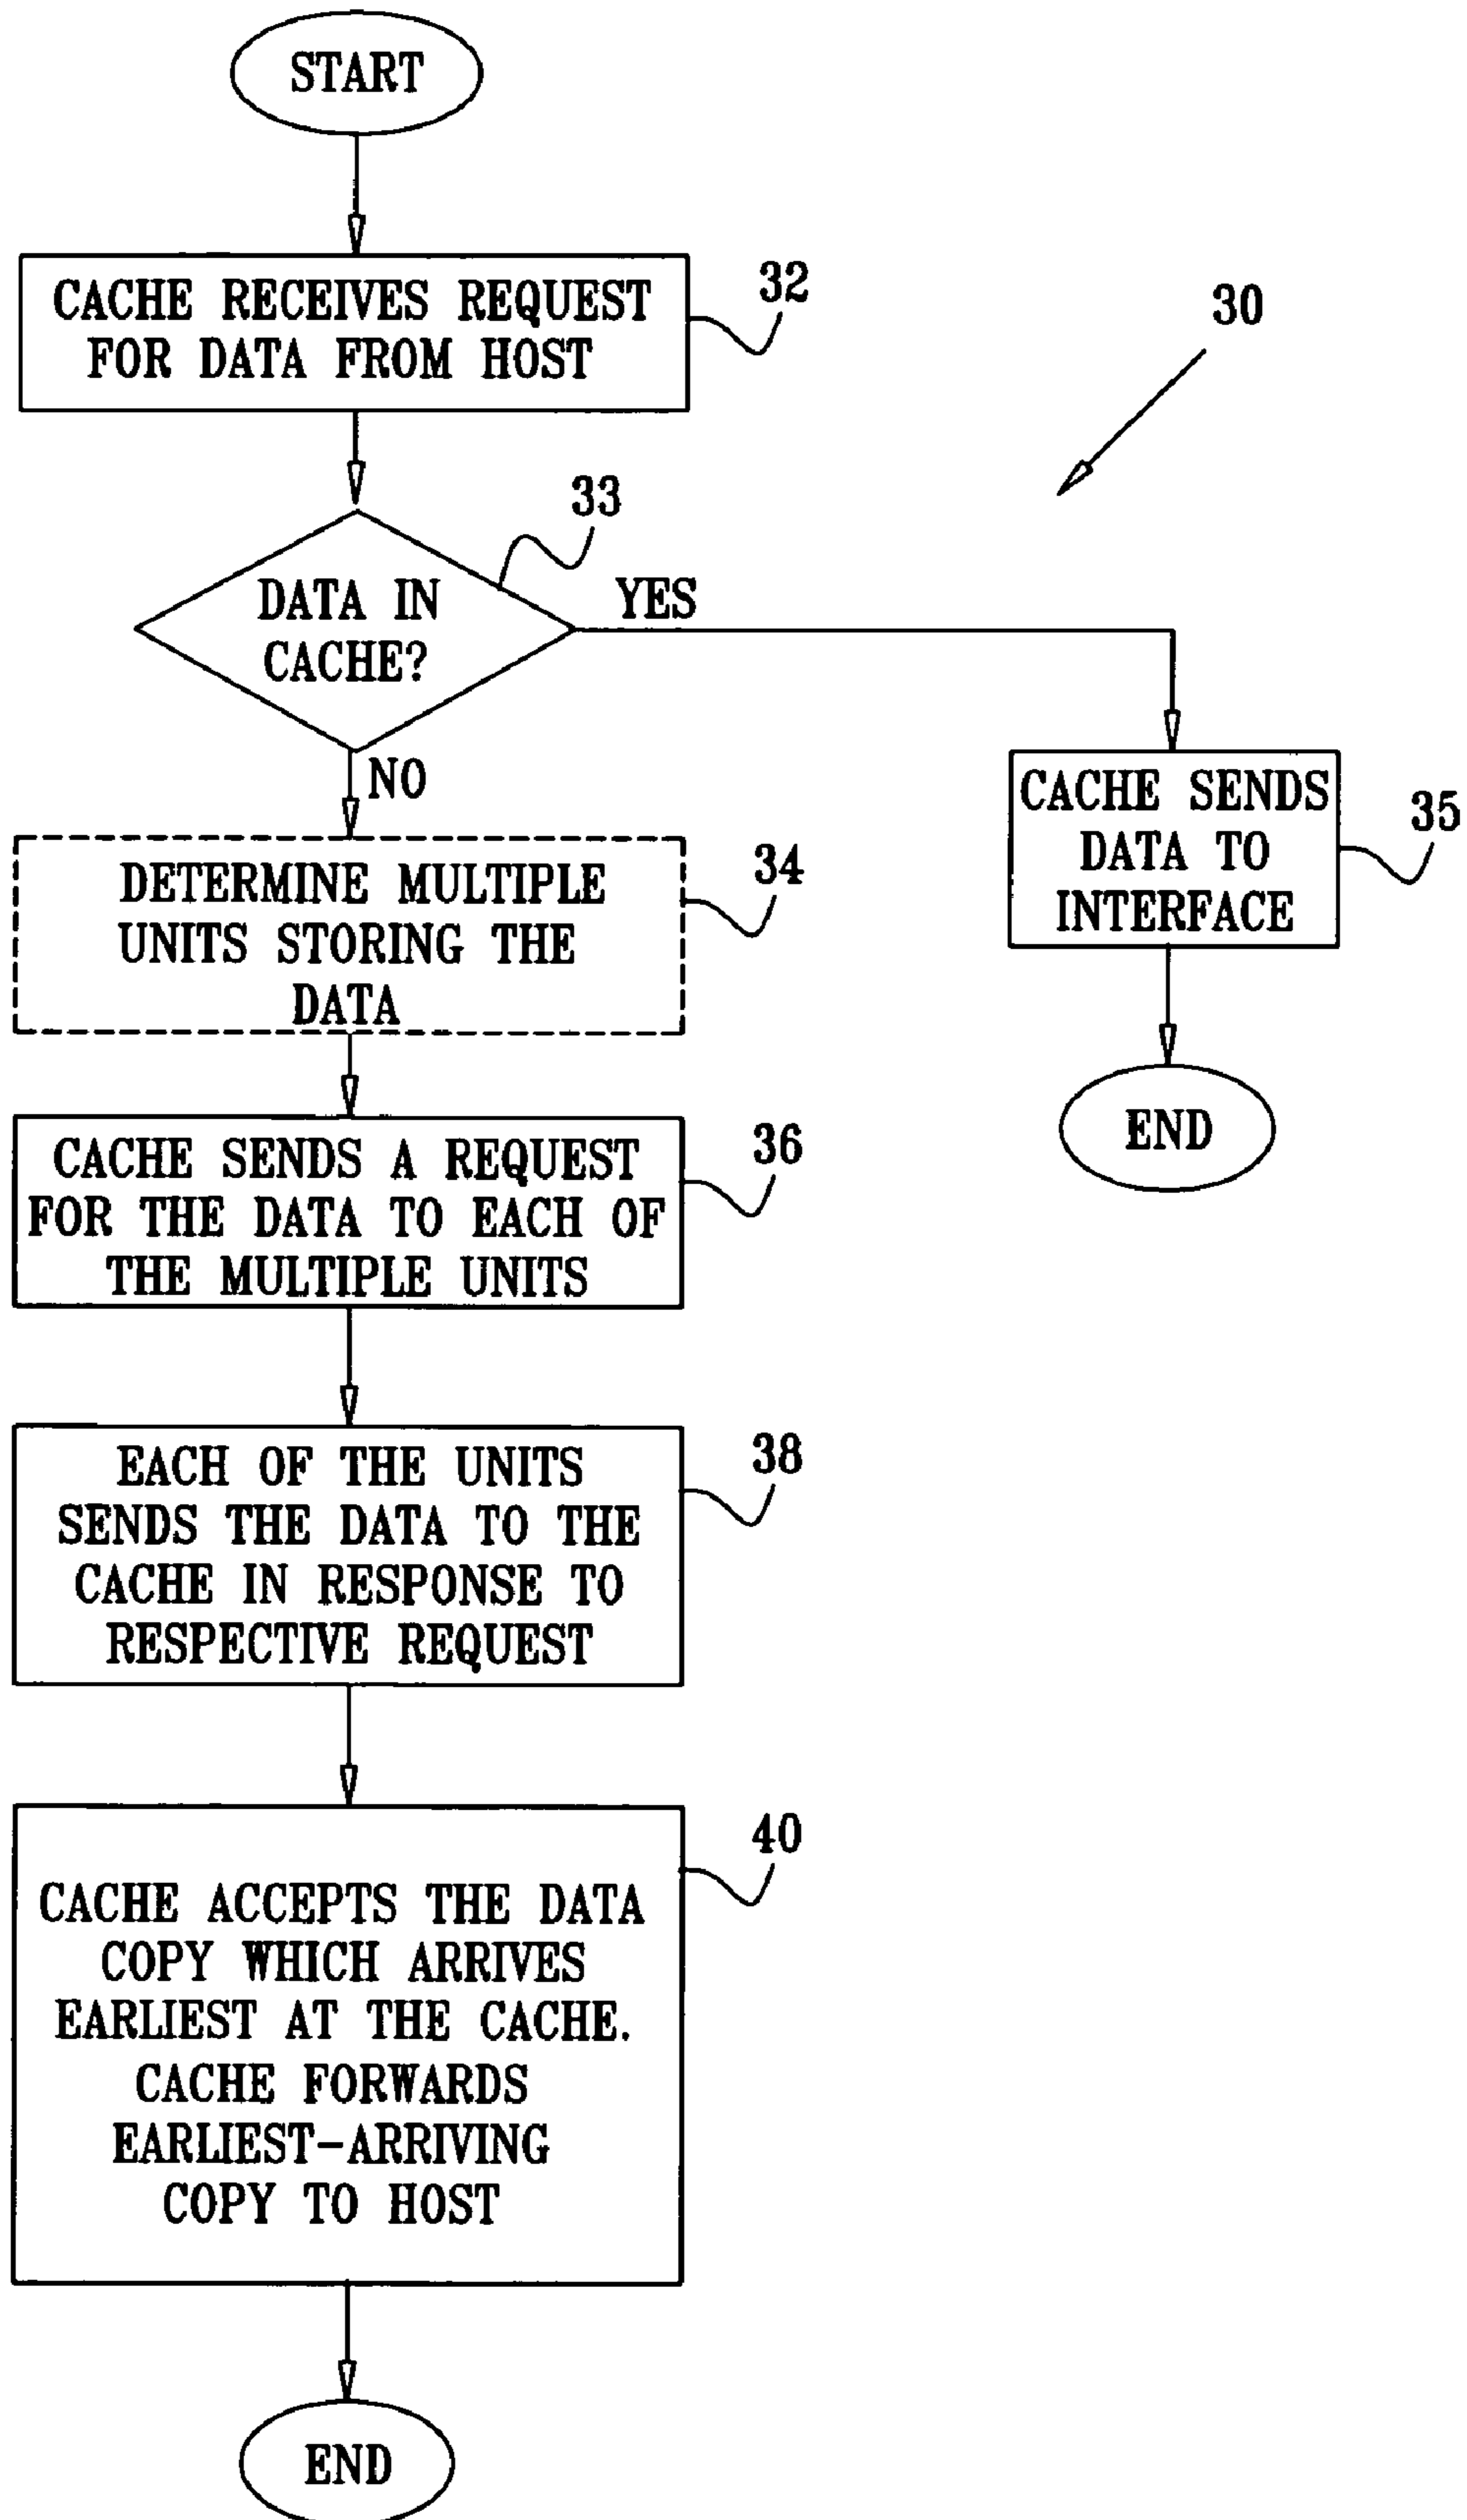 START
CACHE RECEIVES REQUEST
FOR DATA FROM HOST
32
30
33
DATA IN
CACHE?
YES
NO
CACHE SENDS
DATA TO
INTERFACE
35
DETERMINE MULTIPLE
UNITS STORING THE
DATA
34
END
CACHE SENDS A REQUEST
FOR THE DATA TO EACH OF
THE MULTIPLE UNITS
36
EACH OF THE UNITS
SENDS THE DATA TO THE
CACHE IN RESPONSE TO
RESPECTIVE REQUEST
38
CACHE ACCEPTS THE DATA
COPY WHICH ARRIVES
EARLIEST AT THE CACHE.
CACHE FORWARDS
EARLIEST-ARRIVING
COPY TO HOST
40
END